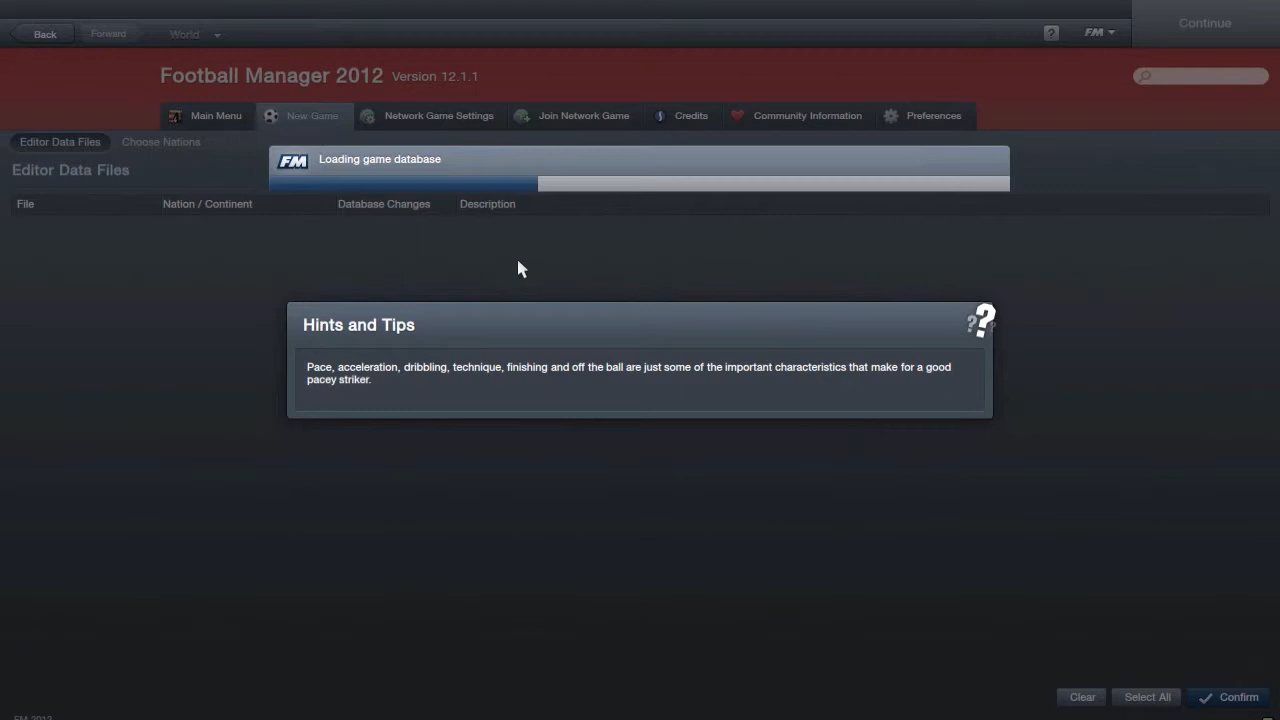 Continue
Back
Forward
World
?
FM
Football Manager 2012 Version 12.1.1
Main Menu
New Game
Network Game Settings
Join Network Game
Credits
Community Information
Preferences
Editor Data Files
Choose Nations
FM
Loading game database
Editor Data Files
File
Nation / Continent
Database Changes
Description
Hints and Tips
???
Pace, acceleration, dribbling, technique, finishing and off the ball are just some of the important characteristics that make for a good
pacey striker.
Clear
Select All
Confirm
FM 2012